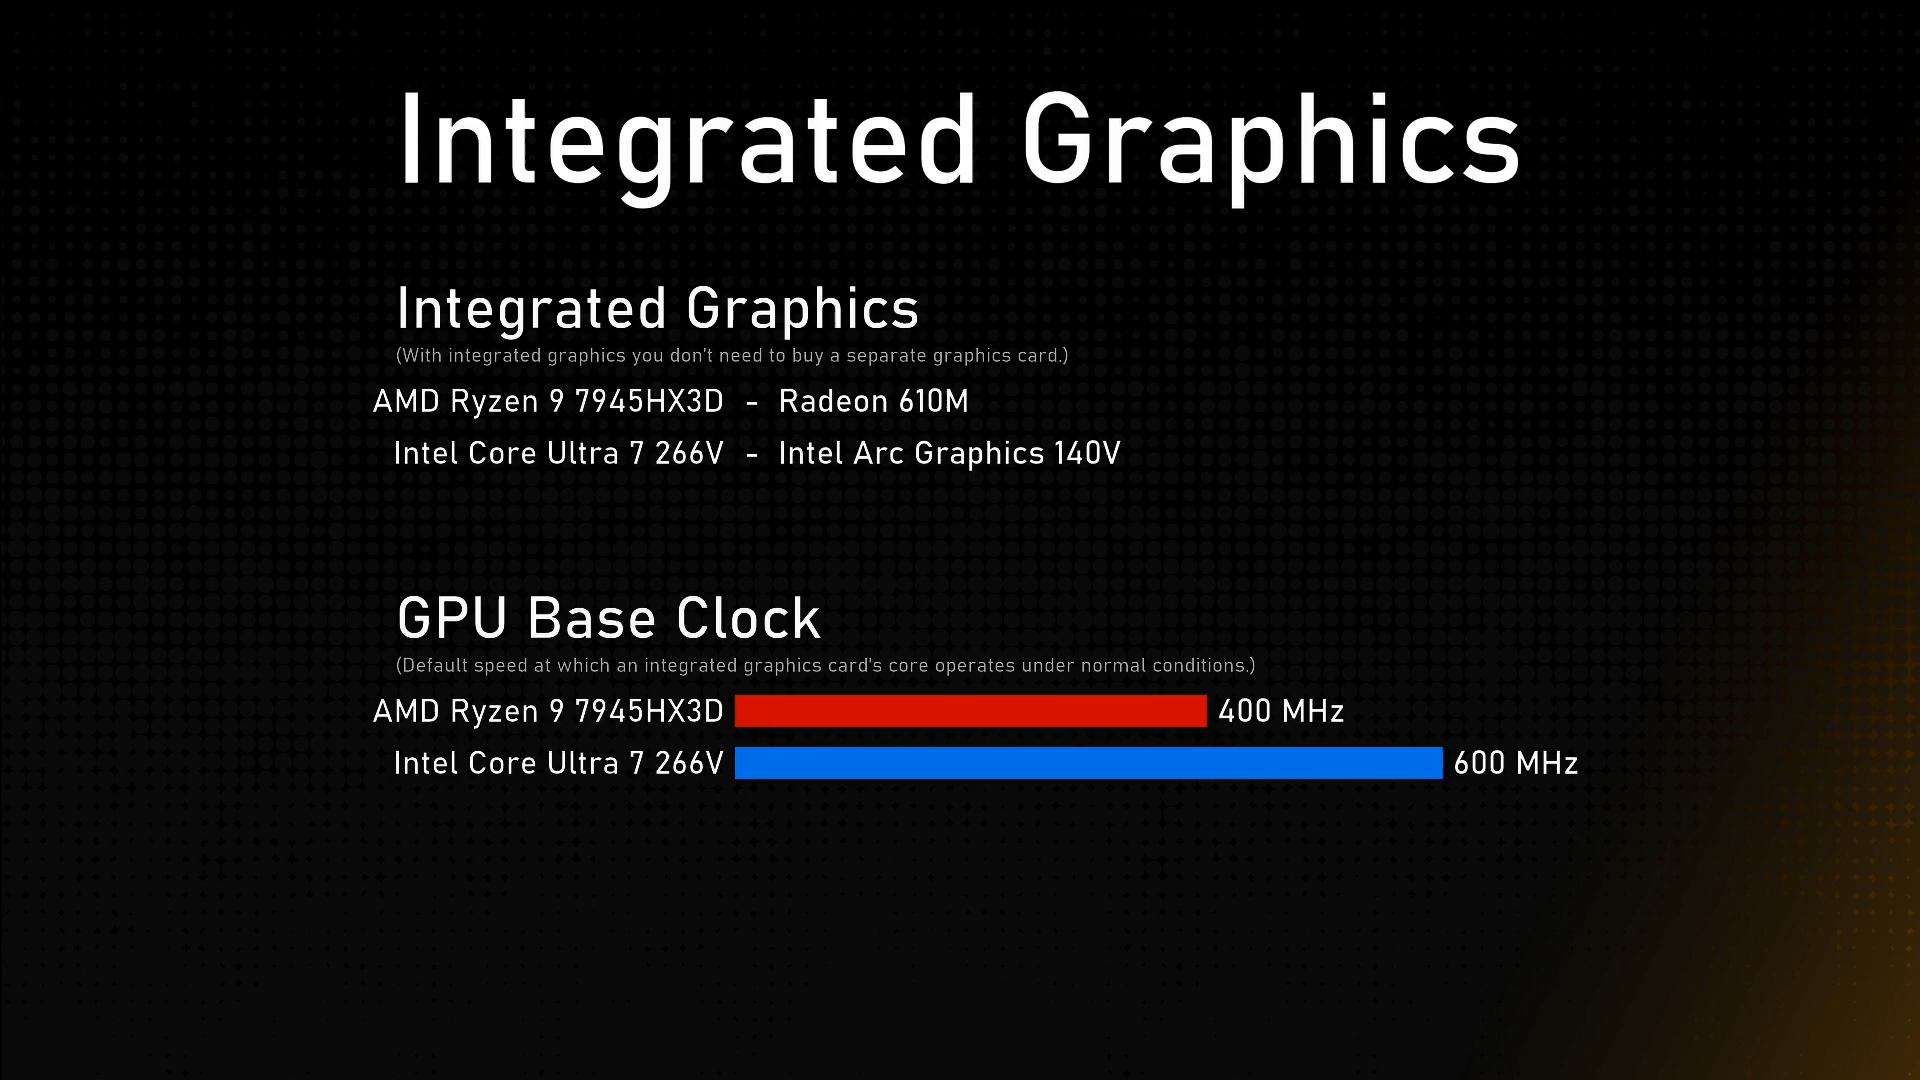 Integrated Graphics
Integrated Graphics
(With integrated graphics you don't need to buy a separate graphics card.)
AMD Ryzen 9 7945HX3D - Radeon 610M
Intel Core Ultra 7 266V - Intel Arc Graphics 140V
GPU Base Clock
(Default speed at which an integrated graphics card's core operates under normal conditions.)
AMD Ryzen 9 7945HX3D 400 MHz
Intel Core Ultra 7 266V 600 MHz